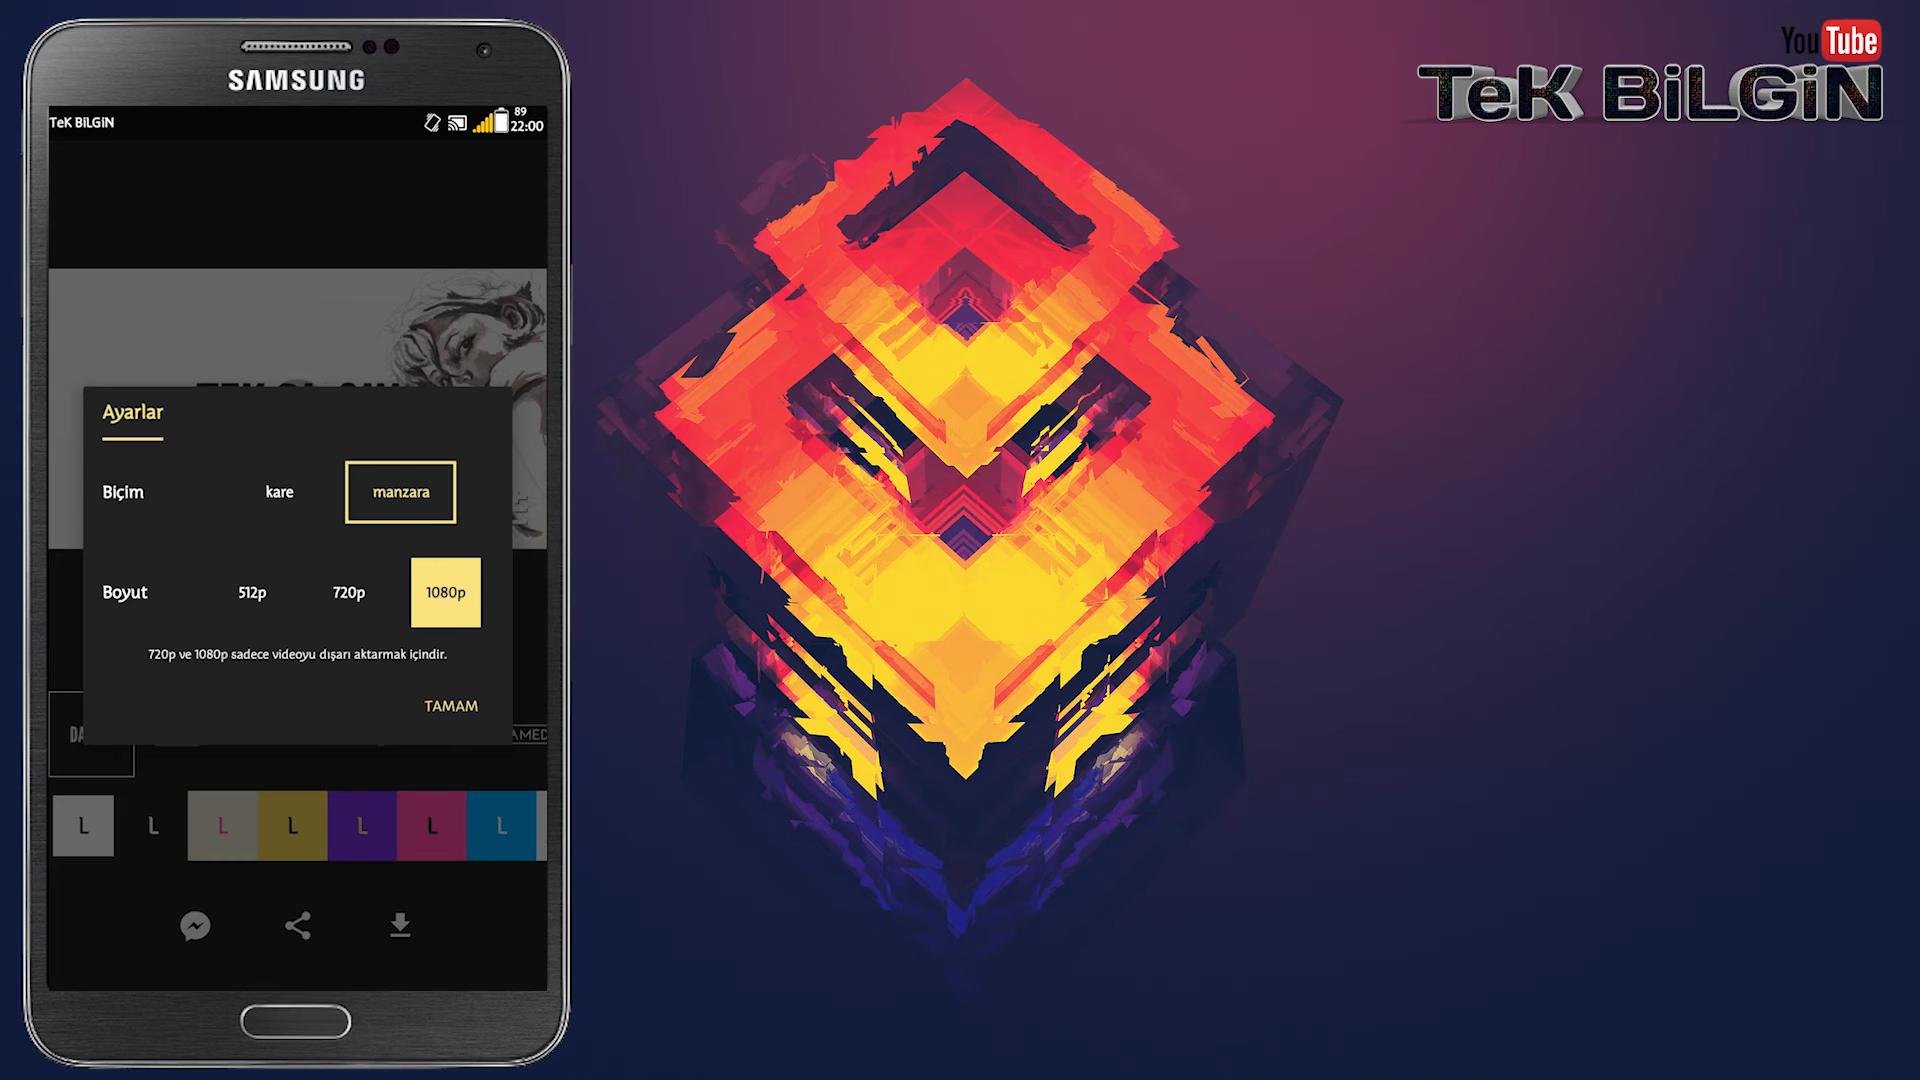 YouTube
TeK BiLGiN
SAMSUNG
TeK BiLGiN
89
22:00
Ayarlar
Biçim kare manzara
Boyut 512p 720p 1080p
720p ve 1080p sadece videoyu dışarı aktarmak içindir.
TAMAM
L L L L L L L